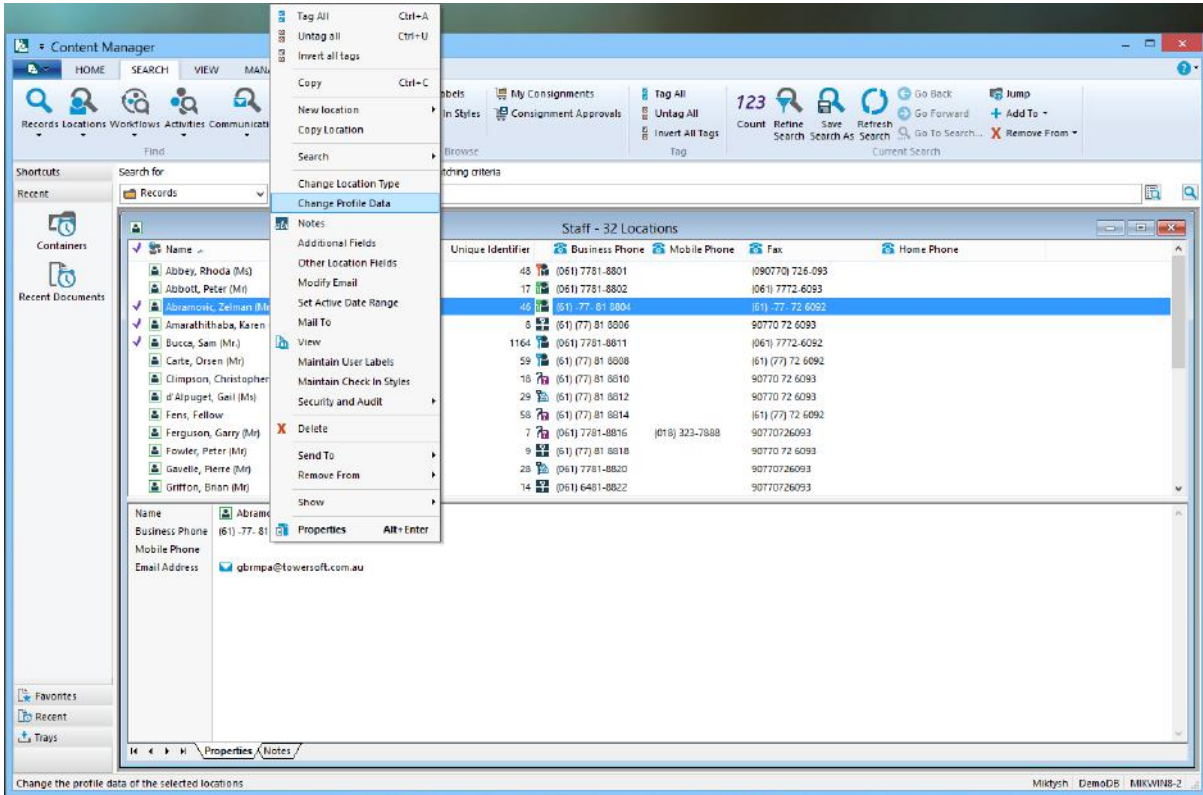 Content Manager
HOME SEARCH VIEW
Records Locations Workflows Activities
Find
My Consignments
In Styles Consignment Approvals
Browse
Tag All
Untag All
Invert All Tags
Tag
123
Count Refine Search Save Search As Refresh Search
Go Back
Go Forward
Go To Search...
Jump
Add To
Remove From
Current Search
Tag All Ctrl+A
Untag all Ctrl+U
Invert all tags
Copy Ctrl+C
New location
Copy Location
Search
Change Location Type
Change Profile Data
Notes
Additional Fields
Other Location Fields
Modify Email
Set Active Date Range
Mail To
View
Maintain User Labels
Maintain Check In Styles
Security and Audit
Delete
Send To
Remove From
Show
Properties Alt+Enter
Shortcuts
Recent
Containers
Recent Documents
Favorites
Recent
Trays
Search for
criteria
Records
Staff - 32 Locations
Name Unique Identifier Business Phone Mobile Phone Fax Home Phone
Abbey, Rhoda (Ms) 48 (061) 7781-8801 (090770) 726-093
Abbott, Peter (Mr) 17 (061) 7781-8802 (061) 7772-6093
Abramovic, Zelman 46 (61) -77- 81 8804 (61) -77- 72 6092
Amarathithaba, Karen 8 (61) (77) 81 8806 90770 72 6093
Bucca, Sam (Mr.) 1164 (061) 7781-8811 (061) 7772-6092
Carte, Orsen (Mr) 59 (61) (77) 81 8808 (61) (77) 72 6092
Climpson, Christopher 18 (61) (77) 81 8810 90770 72 6093
d'Alpuget, Gail (Ms) 29 (61) (77) 81 8812 90770 72 6093
Fens, Fellow 58 (61) (77) 81 8814 (61) (77) 72 6092
Ferguson, Garry (Mr) 7 (061) 7781-8816 (018) 323-7888 90770726093
Fowler, Peter (Mr) 9 (61) (77) 81 8818 90770 72 6093
Gavelle, Pierre (Mr) 28 (061) 7781-8820 90770726093
Griffon, Brian (Mr) 14 (061) 6481-8822 90770726093
Name
Business Phone (61) -77- 81
Mobile Phone
Email Address gbrmpa@towersoft.com.au
Properties Notes
Change the profile data of the selected locations
Miktysh DemoDB MIKWIN8-2